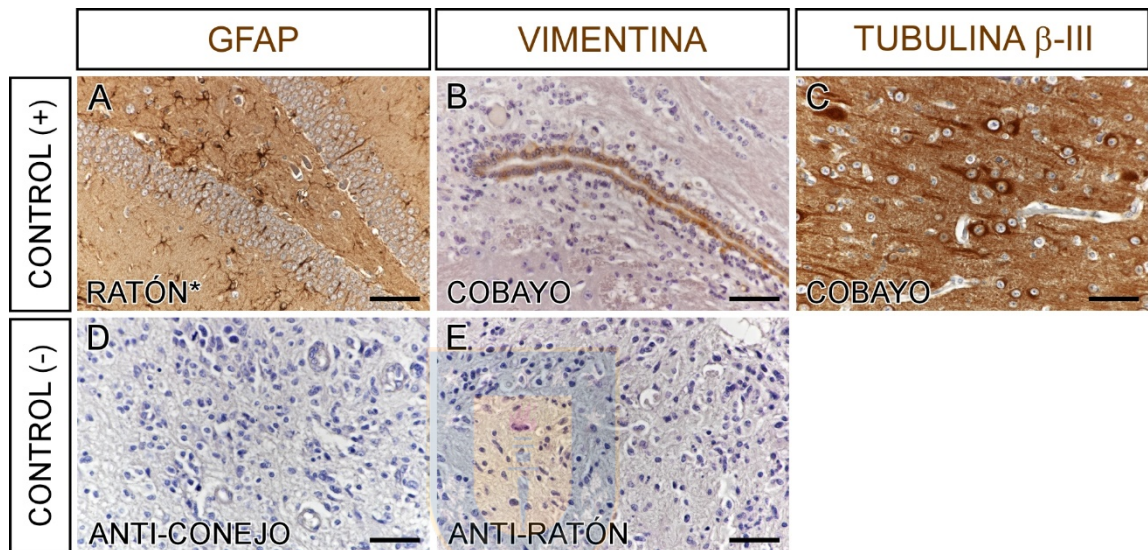 GFAP
VIMENTINA
TUBULINA β-III
CONTROL (+)
A
RATÓN*
B
COBAYO
C
COBAYO
CONTROL (-)
D
ANTI-CONEJO
E
ANTI-RATÓN